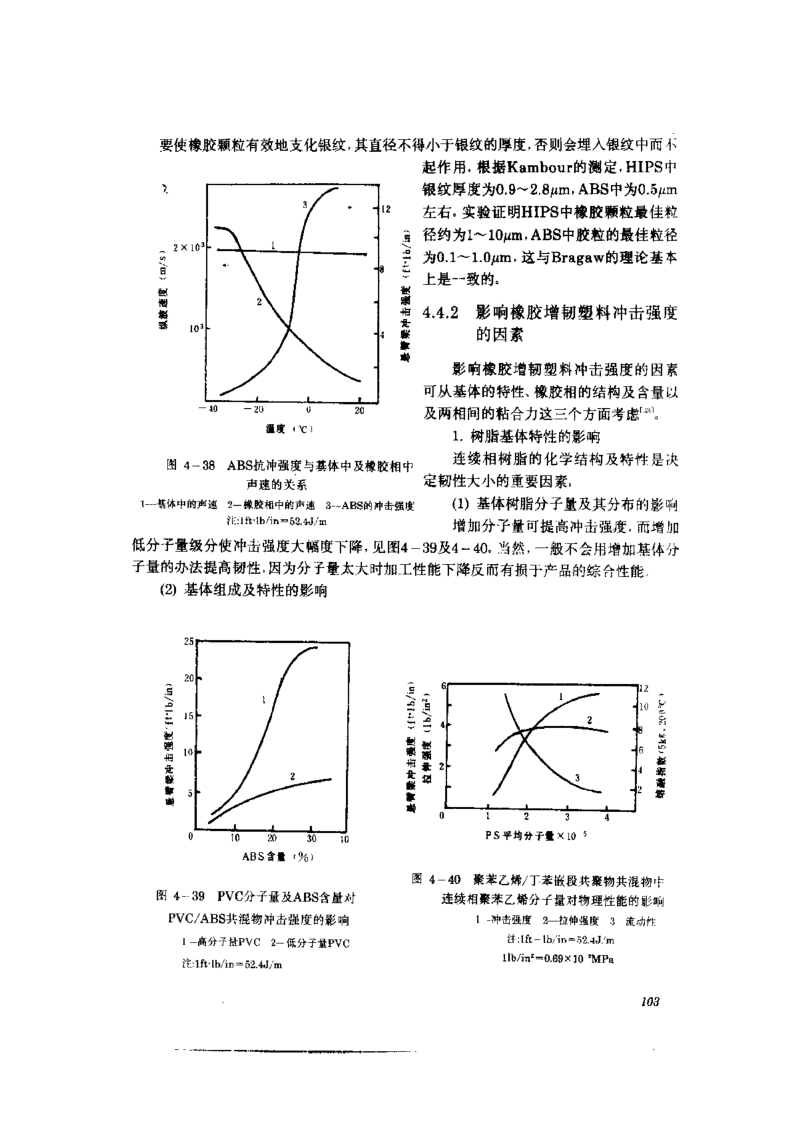 要使橡胶颗粒有效地支化银纹,其直径不得小于银纹的厚度,否则会埋入银纹中而不
起作用。根据Kambour的测定,HIPS中
银纹厚度为0.9~2.8μm,ABS中为0.5μm
左右。实验证明HIPS中橡胶颗粒最佳粒
径约为1~10μm,ABS中胶粒的最佳粒径
为0.1~1.0μm,这与Bragaw的理论基本
上是一致的。
4.4.2 影响橡胶增韧塑料冲击强度
的因素
影响橡胶增韧塑料冲击强度的因素
可从基体的特性、橡胶相的结构及含量以
及两相间的粘合力这三个方面考虑
1. 树脂基体特性的影响
连续相树脂的化学结构及特性是决
定韧性大小的重要因素,
(1) 基体树脂分子量及其分布的影响
增加分子量可提高冲击强度,而增加
纵波速度 (m/s)
2×10³
10³
悬臂梁冲击强度 (ft·lb/in)
12
8
4
1
2
3
-40 -20 0 20
温度 (℃)
图 4-38 ABS抗冲强度与基体中及橡胶相中
声速的关系
1—基体中的声速 2—橡胶相中的声速 3—ABS的冲击强度
注:1ft·lb/in=52.4J/m
低分子量级分使冲击强度大幅度下降,见图4-39及4-40。当然,一般不会用增加基体分
子量的办法提高韧性,因为分子量太大时加工性能下降反而有损于产品的综合性能。
(2) 基体组成及特性的影响
悬臂梁冲击强度(ft·lb/in)
25
20
15
10
5
1
2
0 10 20 30 10
ABS含量 (%)
图 4-39 PVC分子量及ABS含量对
PVC/ABS共混物冲击强度的影响
1—高分子量PVC 2—低分子量PVC
注:1ft·lb/in=52.4J/m
悬臂梁冲击强度 (ft·lb/in)
拉伸强度 (lb/in²)
6
4
2
熔融指数(5kg, 200℃)
12
10
8
6
4
2
1
2
3
0 1 2 3 4
PS平均分子量×10⁻⁵
图 4-40 聚苯乙烯/丁苯嵌段共聚物共混物中
连续相聚苯乙烯分子量对物理性能的影响
1 -冲击强度 2—拉伸强度 3 流动性
注:1ft-lb/in=52.4J/m
1lb/in²=0.69×10 MPa
103